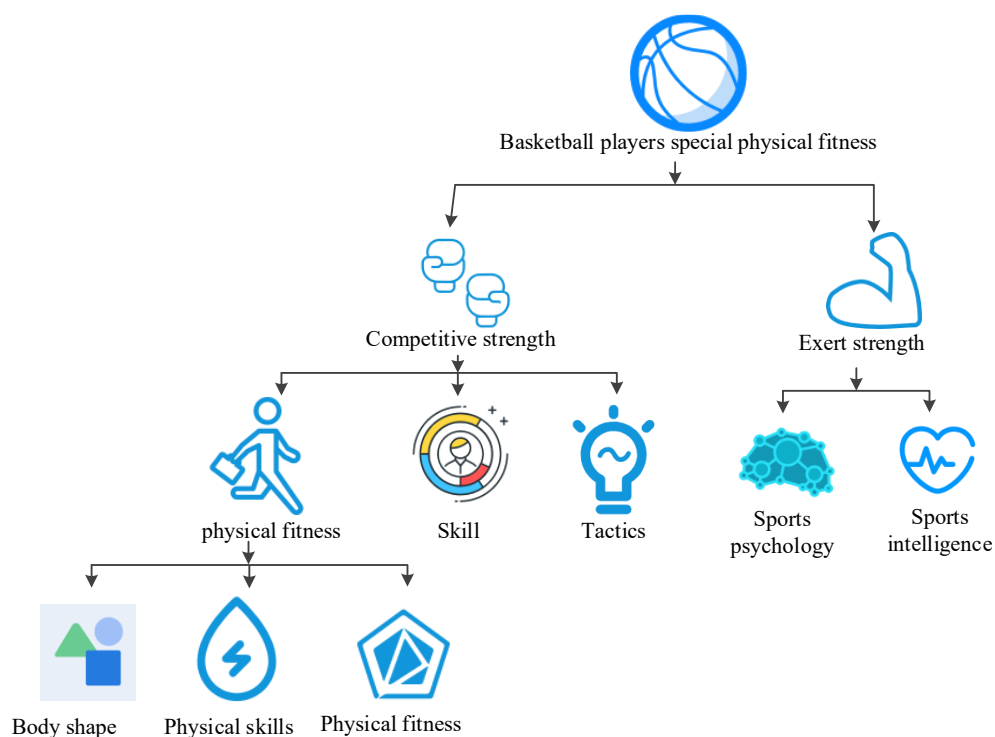 Basketball players special physical fitness
Competitive strength
Exert strength
physical fitness
Skill
Tactics
Sports
psychology
Sports
intelligence
Body shape
Physical skills
Physical fitness